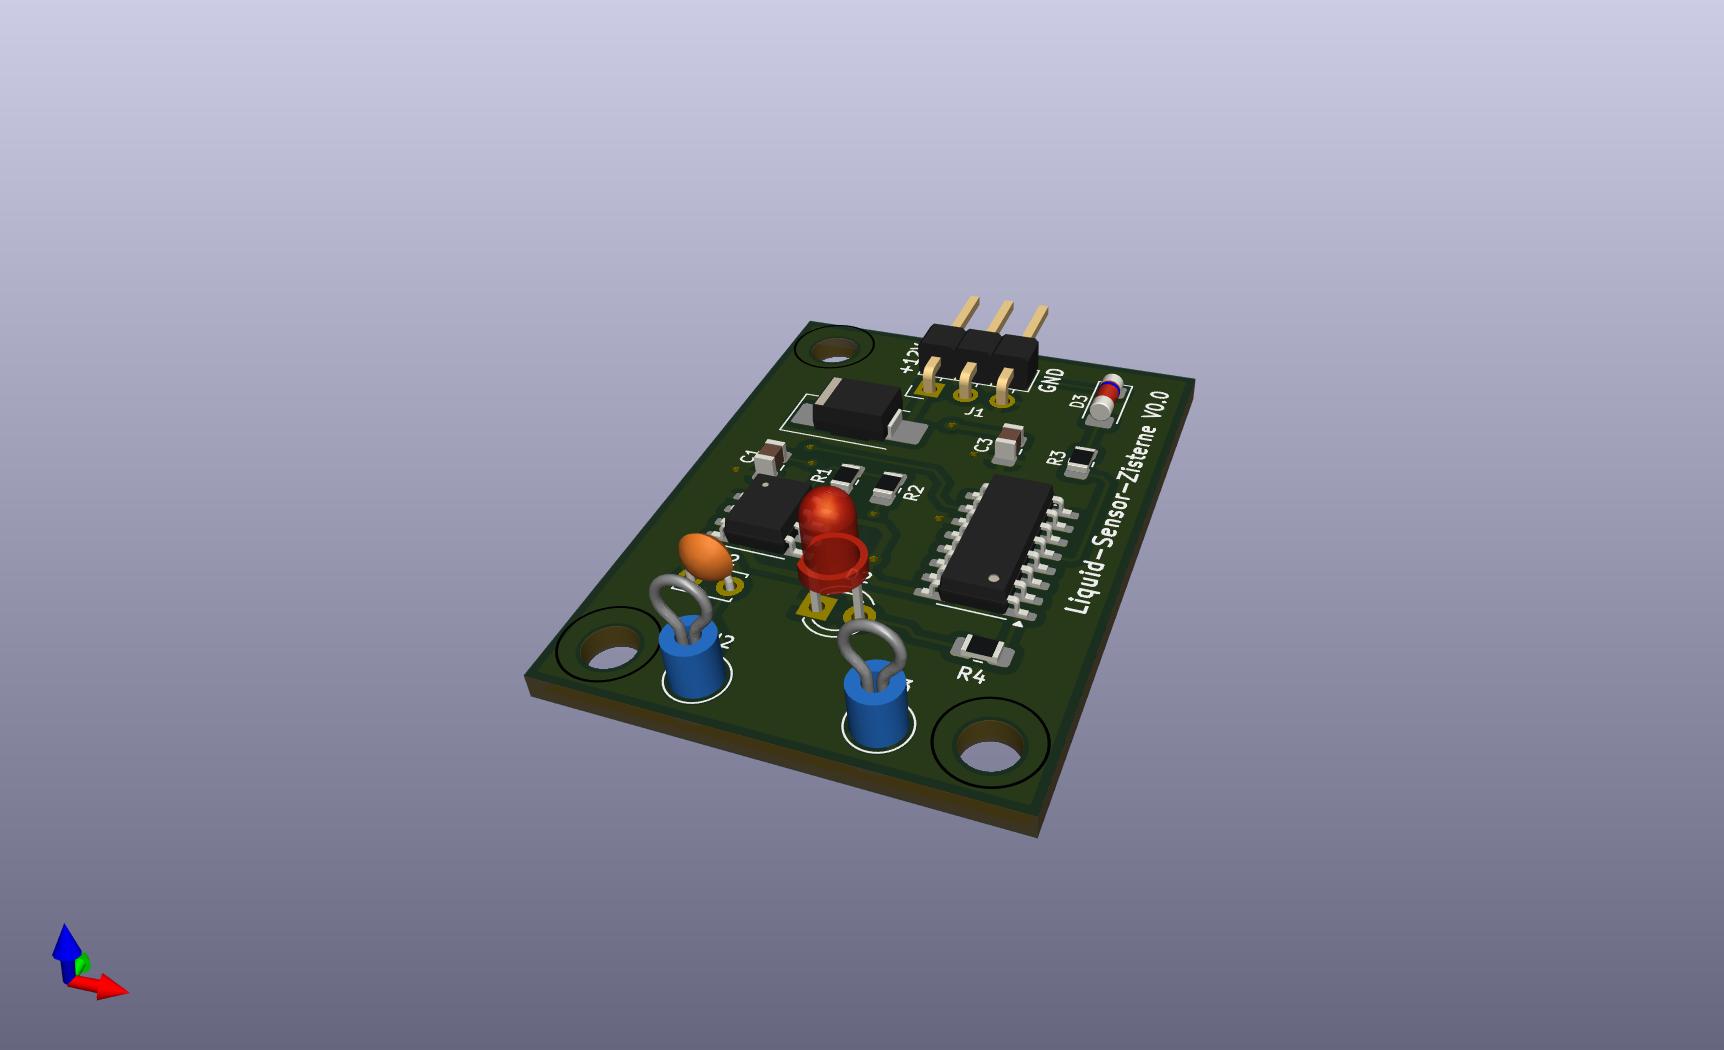 +12V
GND
J1
D3
Liquid-Sensor-Zisterne V0.0
C3
R3
C1
R1
R2
R4